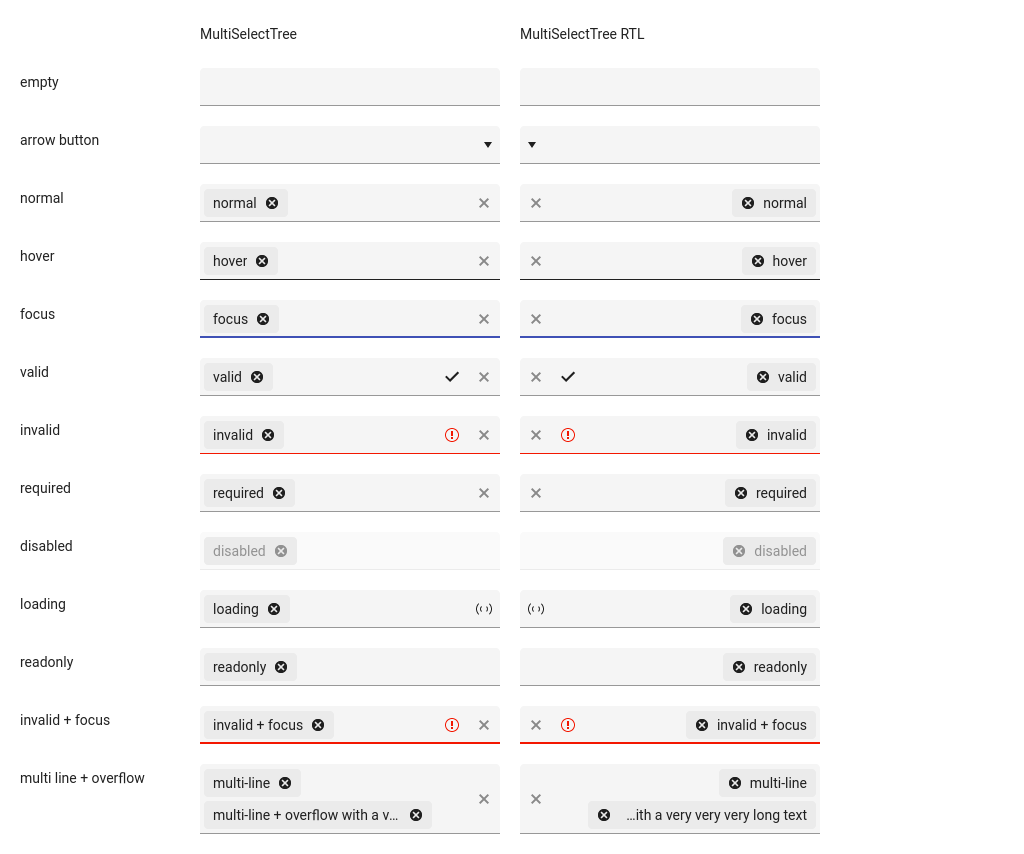 MultiSelectTree MultiSelectTree RTL
empty
arrow button
normal normal normal
hover hover hover
focus focus focus
valid valid valid
invalid invalid invalid
required required required
disabled disabled disabled
loading loading loading
readonly readonly readonly
invalid + focus invalid + focus invalid + focus
multi line + overflow multi-line multi-line
multi-line + overflow with a v... ...ith a very very very long text